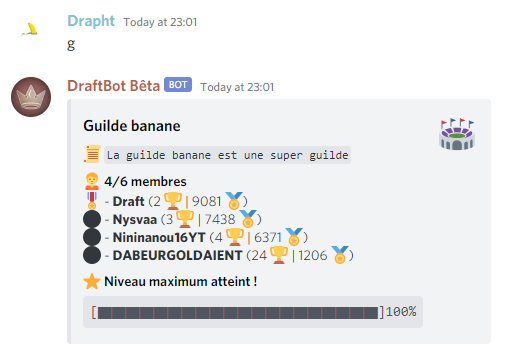 Drapht Today at 23:01
g
DraftBot Bêta BOT Today at 23:01
Guilde banane
La guilde banane est une super guilde
4/6 membres
- Draft (2 🏆 | 9081 🏅)
- Nysvaa (3 🏆 | 7438 🏅)
- Nininanou16YT (4 🏆 | 6371 🏅)
- DABEURGOLDAIENT (24 🏆 | 1206 🏅)
Niveau maximum atteint !
[■■■■■■■■■■■■■■■■■■■■■■■■■■■■■■■■■■■■■■■■]100%